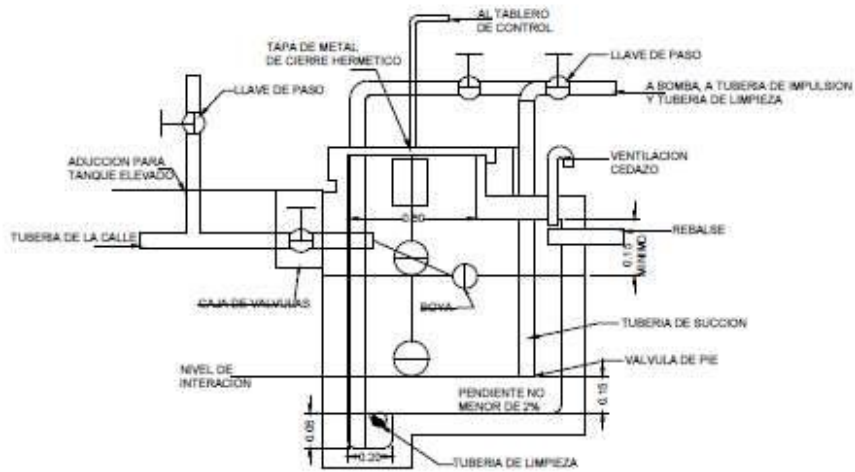 AL TABLERO
DE CONTROL
TAPA DE METAL
DE CIERRE HERMETICO
LLAVE DE PASO
LLAVE DE PASO
A BOMBA, A TUBERIA DE IMPULSION
Y TUBERIA DE LIMPIEZA
ADUCCION PARA
TANQUE ELEVADO
VENTILACION
CEDAZO
0.60
TUBERIA DE LA CALLE
REBALSE
0.15
MINIMO
CAJA DE VALVULAS
BOYA
TUBERIA DE SUCCION
NIVEL DE
INTERACIÓN
VALVULA DE PIE
PENDIENTE NO
MENOR DE 2%
0.15
0.05
0.20
TUBERIA DE LIMPIEZA